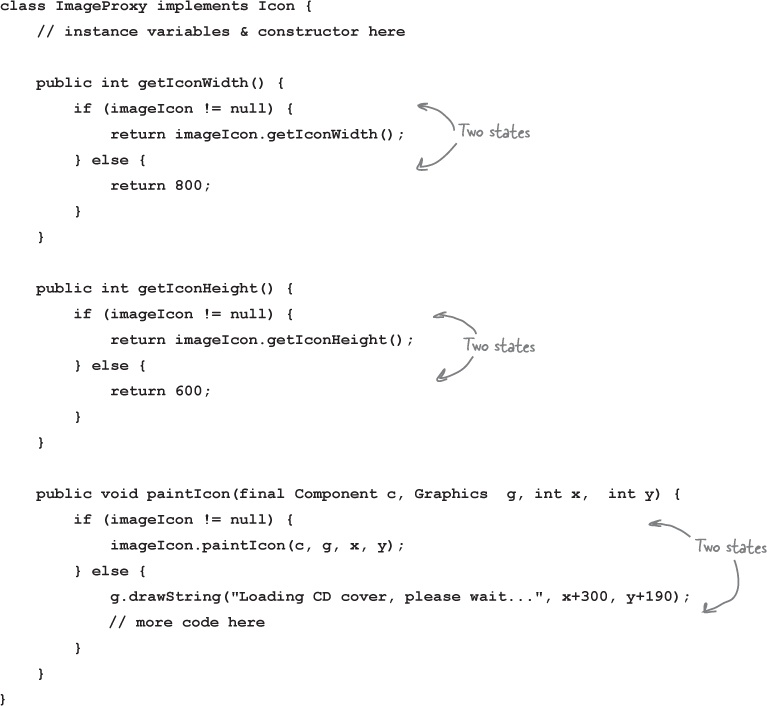 class ImageProxy implements Icon {
    // instance variables & constructor here
    public int getIconWidth() {
        if (imageIcon != null) {
            return imageIcon.getIconWidth();
Two states
        } else {
            return 800;
        }
    }
    public int getIconHeight() {
        if (imageIcon != null) {
            return imageIcon.getIconHeight();
Two states
        } else {
            return 600;
        }
    }
    public void paintIcon(final Component c, Graphics  g, int x,  int y) {
        if (imageIcon != null) {
            imageIcon.paintIcon(c, g, x, y);
Two states
        } else {
            g.drawString("Loading CD cover, please wait...", x+300, y+190);
            // more code here
        }
    }
}